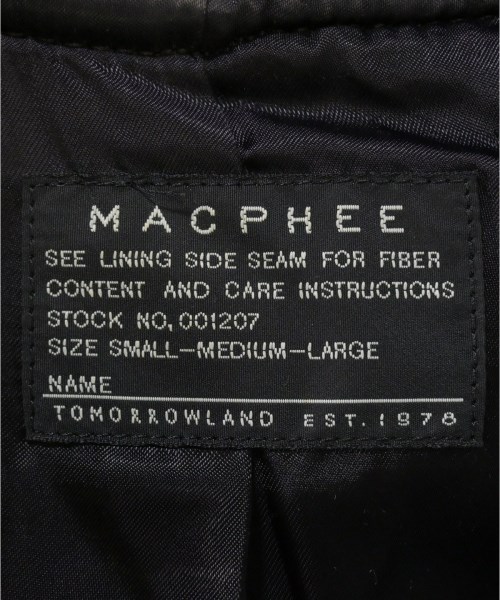 MACPHEE
SEE LINING SIDE SEAM FOR FIBER
CONTENT AND CARE INSTRUCTIONS
STOCK NO,001207
SIZE SMALL-MEDIUM-LARGE
NAME
TOMORROWLAND EST.1978